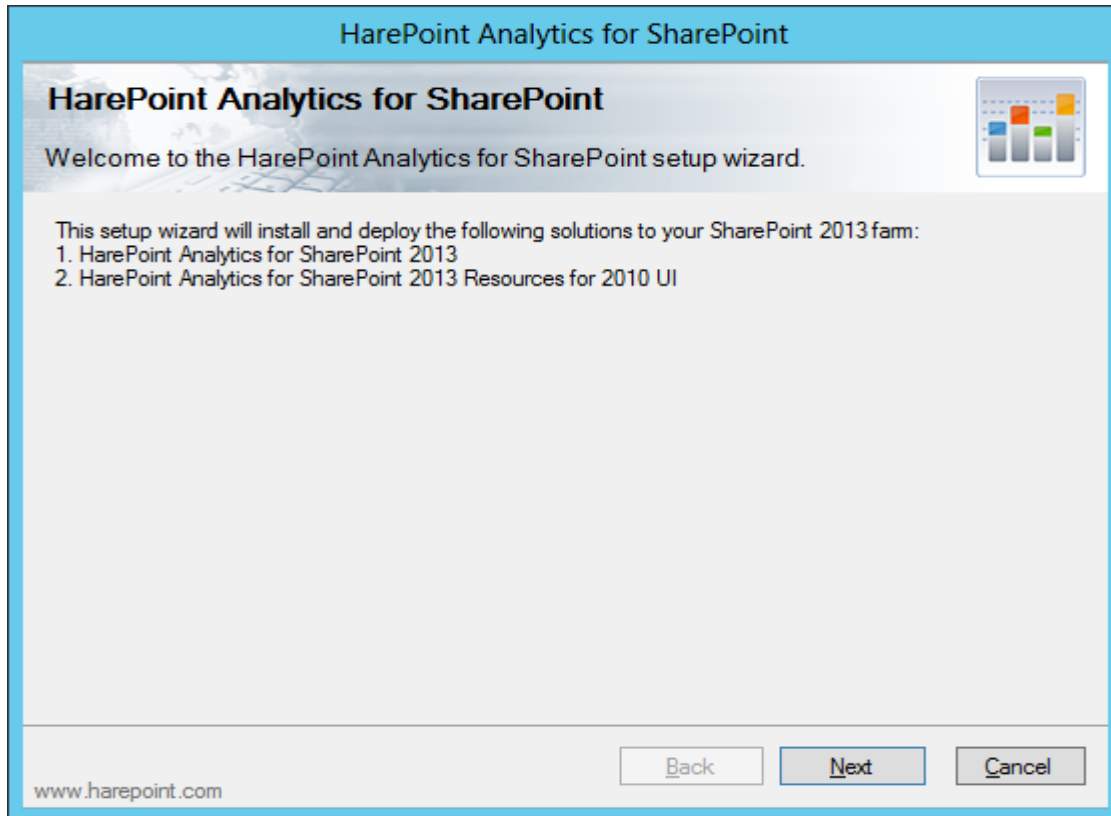 HarePoint Analytics for SharePoint
HarePoint Analytics for SharePoint
Welcome to the HarePoint Analytics for SharePoint setup wizard.
This setup wizard will install and deploy the following solutions to your SharePoint 2013 farm:
1. HarePoint Analytics for SharePoint 2013
2. HarePoint Analytics for SharePoint 2013 Resources for 2010 UI
Back Next Cancel
www.harepoint.com